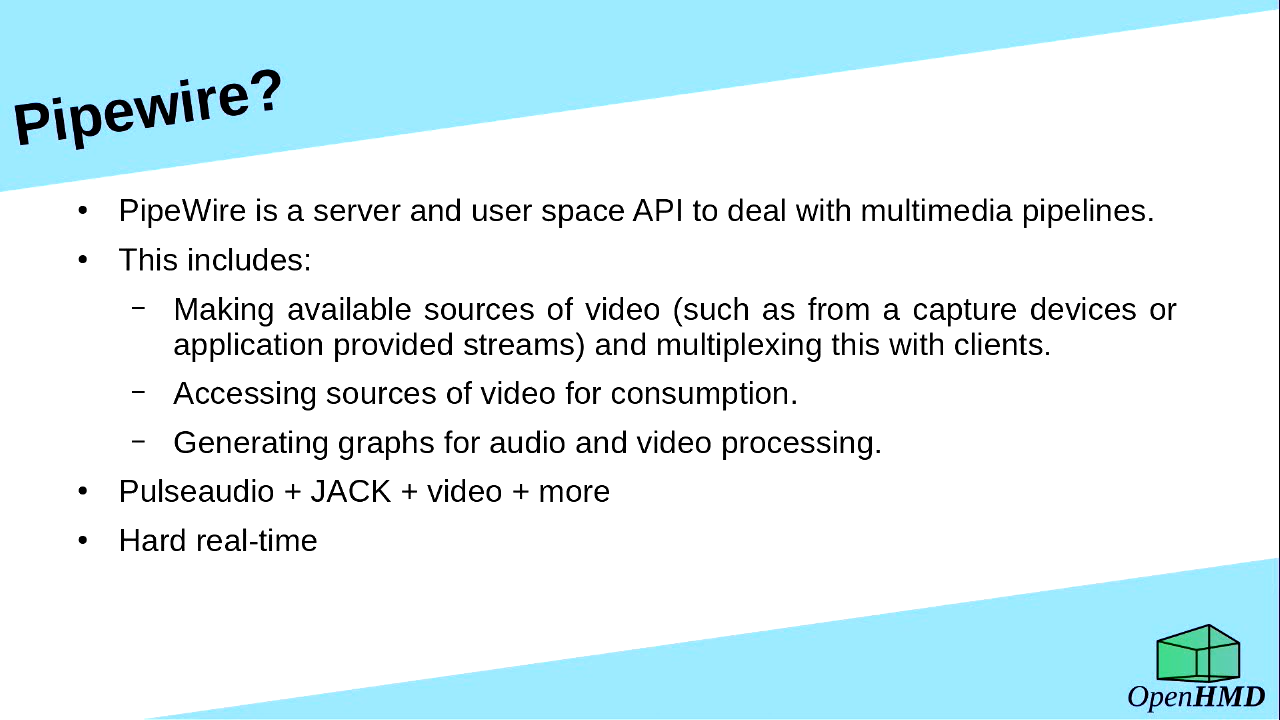 Pipewire?
• PipeWire is a server and user space API to deal with multimedia pipelines.
• This includes:
– Making available sources of video (such as from a capture devices or
application provided streams) and multiplexing this with clients.
– Accessing sources of video for consumption.
– Generating graphs for audio and video processing.
• Pulseaudio + JACK + video + more
• Hard real-time
OpenHMD